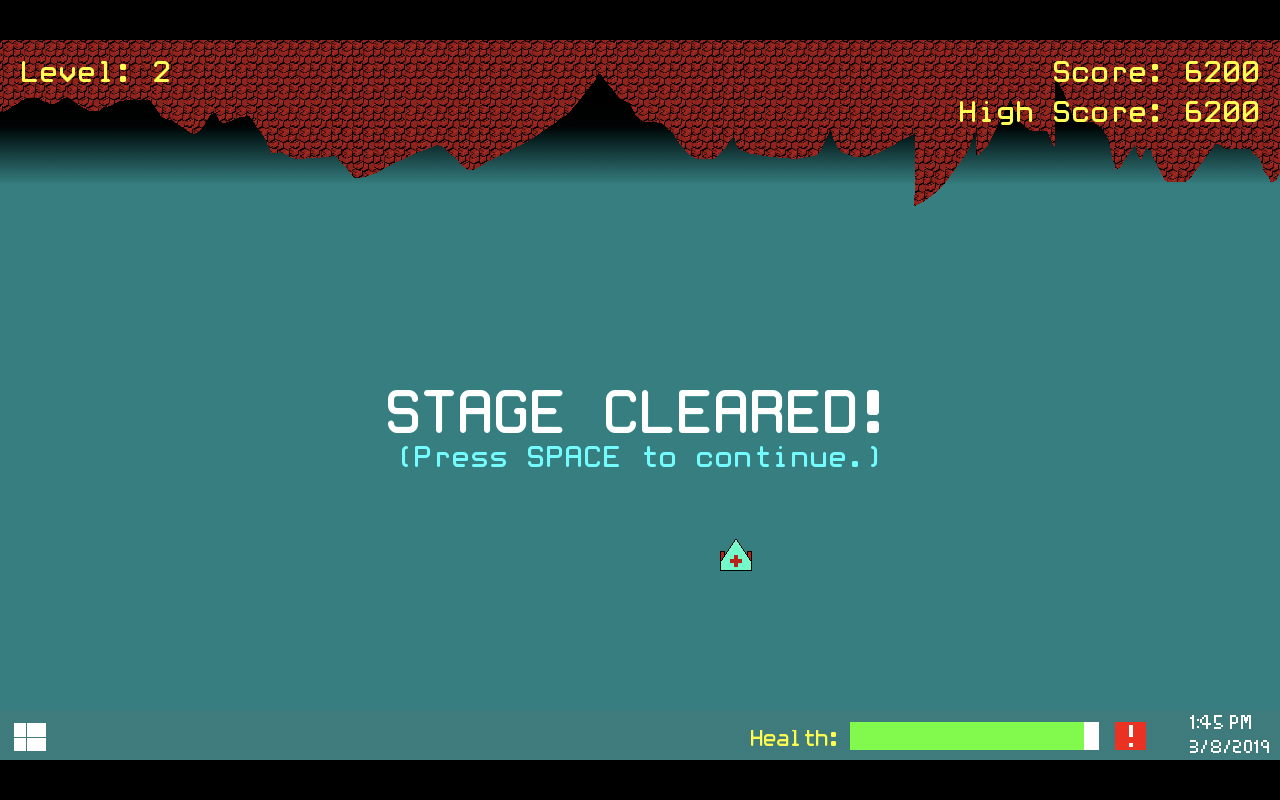 Level: 2
Score: 6200
High Score: 6200
STAGE CLEARED!
(Press SPACE to continue.)
Health:
!
1:45 PM
3/8/2019